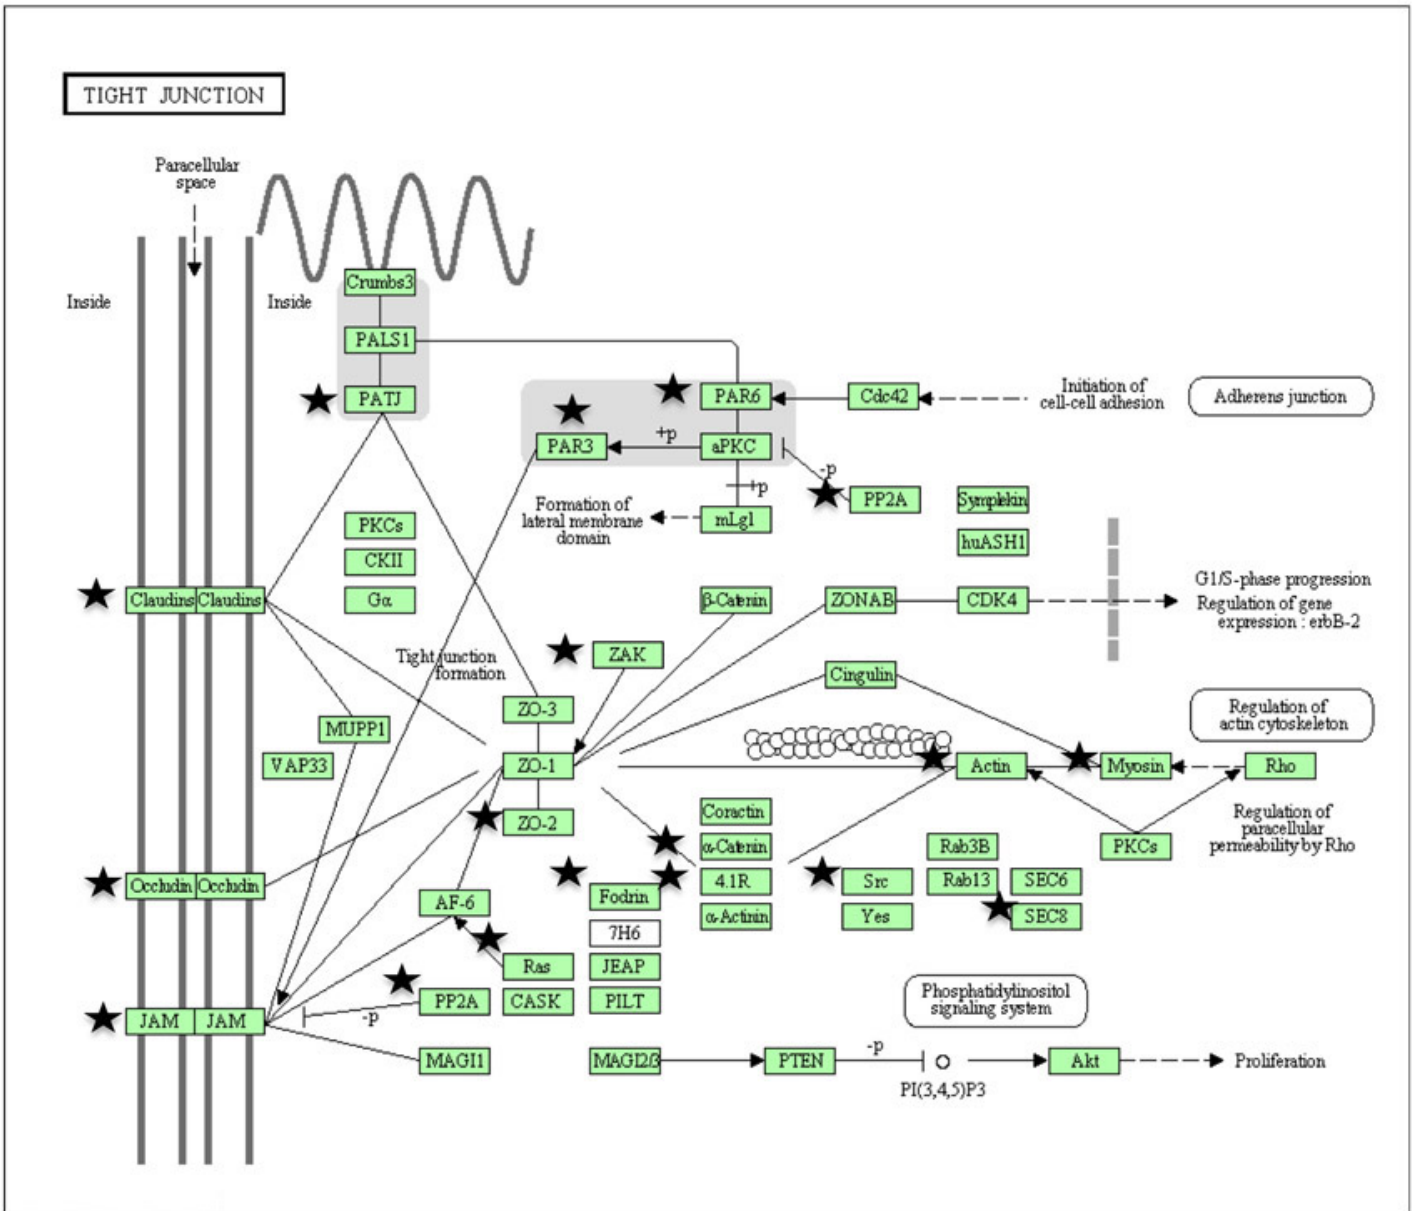 TIGHT JUNCTION
Paracellular
space
Inside
Inside
Crumbs3
PALS1
PATJ
PAR6
Cdc42
Initiation of
cell-cell adhesion
Adherens junction
PAR3
+p
aPKC
-p
PP2A
+p
Formation of
lateral membrane
domain
mLgl
Symplekin
huASH1
PKCs
CKII
Gα
Claudins
Claudins
β-Catenin
ZONAB
CDK4
G1/S-phase progression
Regulation of gene
expression : erbB-2
Tight junction
formation
ZAK
Cingulin
ZO-3
MUPP1
VAP33
ZO-1
Actin
Myosin
Rho
Regulation of
actin cytoskeleton
ZO-2
Coractin
α-Catenin
4.1R
α-Actinin
Rab3B
Rab13
PKCs
Regulation of
paracellular
permeability by Rho
Occludin
Occludin
AF-6
Fodrin
7H6
JEAP
PILT
Src
Yes
SEC6
SEC8
Ras
CASK
PP2A
-p
JAM
JAM
MAGI1
MAGI2/3
PTEN
-p
PI(3,4,5)P3
Phosphatidylinositol
signaling system
Akt
Proliferation